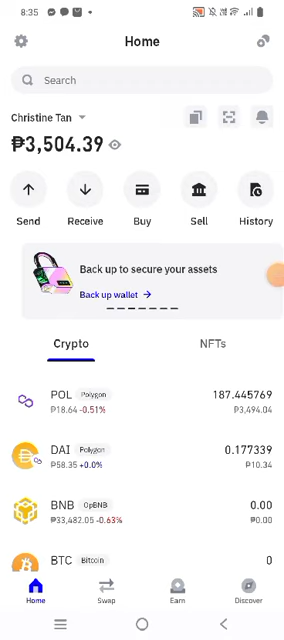 8:35
Home
Search
Christine Tan
₱3,504.39
Send
Receive
Buy
Sell
History
Back up to secure your assets
Back up wallet →
Crypto
NFTs
POL Polygon 187.445769
₱18.64 -0.51% ₱3,494.04
DAI Polygon 0.177339
₱58.35 +0.0% ₱10.34
BNB OpBNB 0.00
₱33,482.05 -0.63% ₱0.00
BTC Bitcoin 0
Home
Swap
Earn
Discover